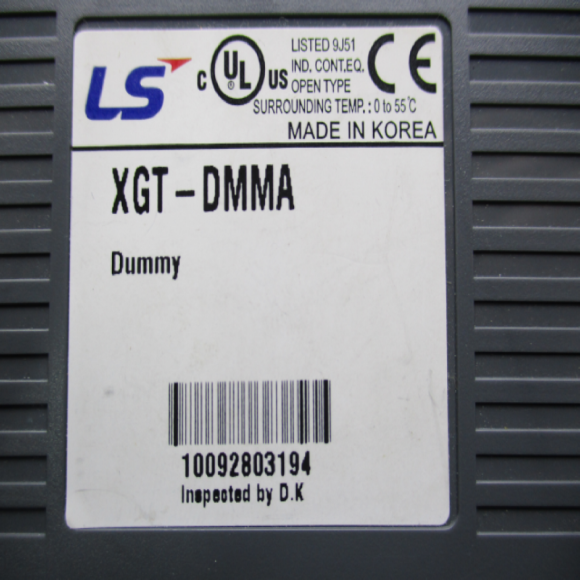 LS
C UL ® US
LISTED 9J51
IND, CONT.EQ.
OPEN TYPE
CE
SURROUNDING TEMP. : 0 to 55℃
MADE IN KOREA
XGT-DMMA
Dummy
10092803194
Inspected by D.K